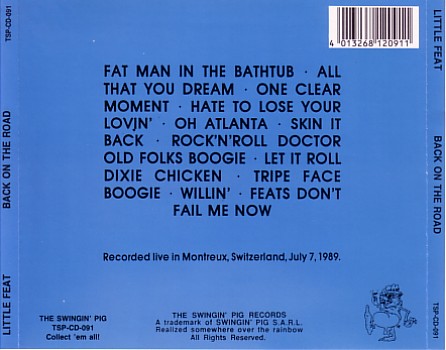 TSP-CD-091
BACK ON THE ROAD
LITTLE FEAT
4 013268 120911
FAT MAN IN THE BATHTUB · ALL
THAT YOU DREAM · ONE CLEAR
MOMENT · HATE TO LOSE YOUR
LOVJN' · OH ATLANTA · SKIN IT
BACK · ROCK'N'ROLL DOCTOR
OLD FOLKS BOOGIE · LET IT ROLL
DIXIE CHICKEN · TRIPE FACE
BOOGIE · WILLIN' · FEATS DON'T
FAIL ME NOW
Recorded live in Montreux, Switzerland, July 7, 1989.
THE SWINGIN' PIG
TSP-CD-091
Collect 'em all!
THE SWINGIN' PIG RECORDS
A trademark of SWINGIN' PIG S.A.R.L.
Realized somewhere over the rainbow
All Rights Reserved.
LITTLE FEAT
BACK ON THE ROAD
TSP-CD-091